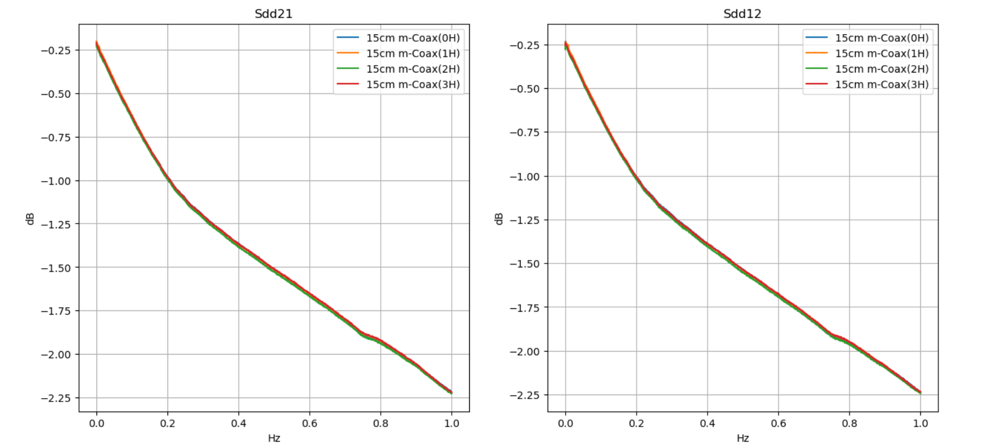 Sdd21
15cm m-Coax(0H)
15cm m-Coax(1H)
15cm m-Coax(2H)
15cm m-Coax(3H)
−0.25
−0.50
−0.75
−1.00
−1.25
−1.50
−1.75
−2.00
−2.25
dB
0.0 0.2 0.4 0.6 0.8 1.0
Hz
Sdd12
15cm m-Coax(0H)
15cm m-Coax(1H)
15cm m-Coax(2H)
15cm m-Coax(3H)
−0.25
−0.50
−0.75
−1.00
−1.25
−1.50
−1.75
−2.00
−2.25
dB
0.0 0.2 0.4 0.6 0.8 1.0
Hz